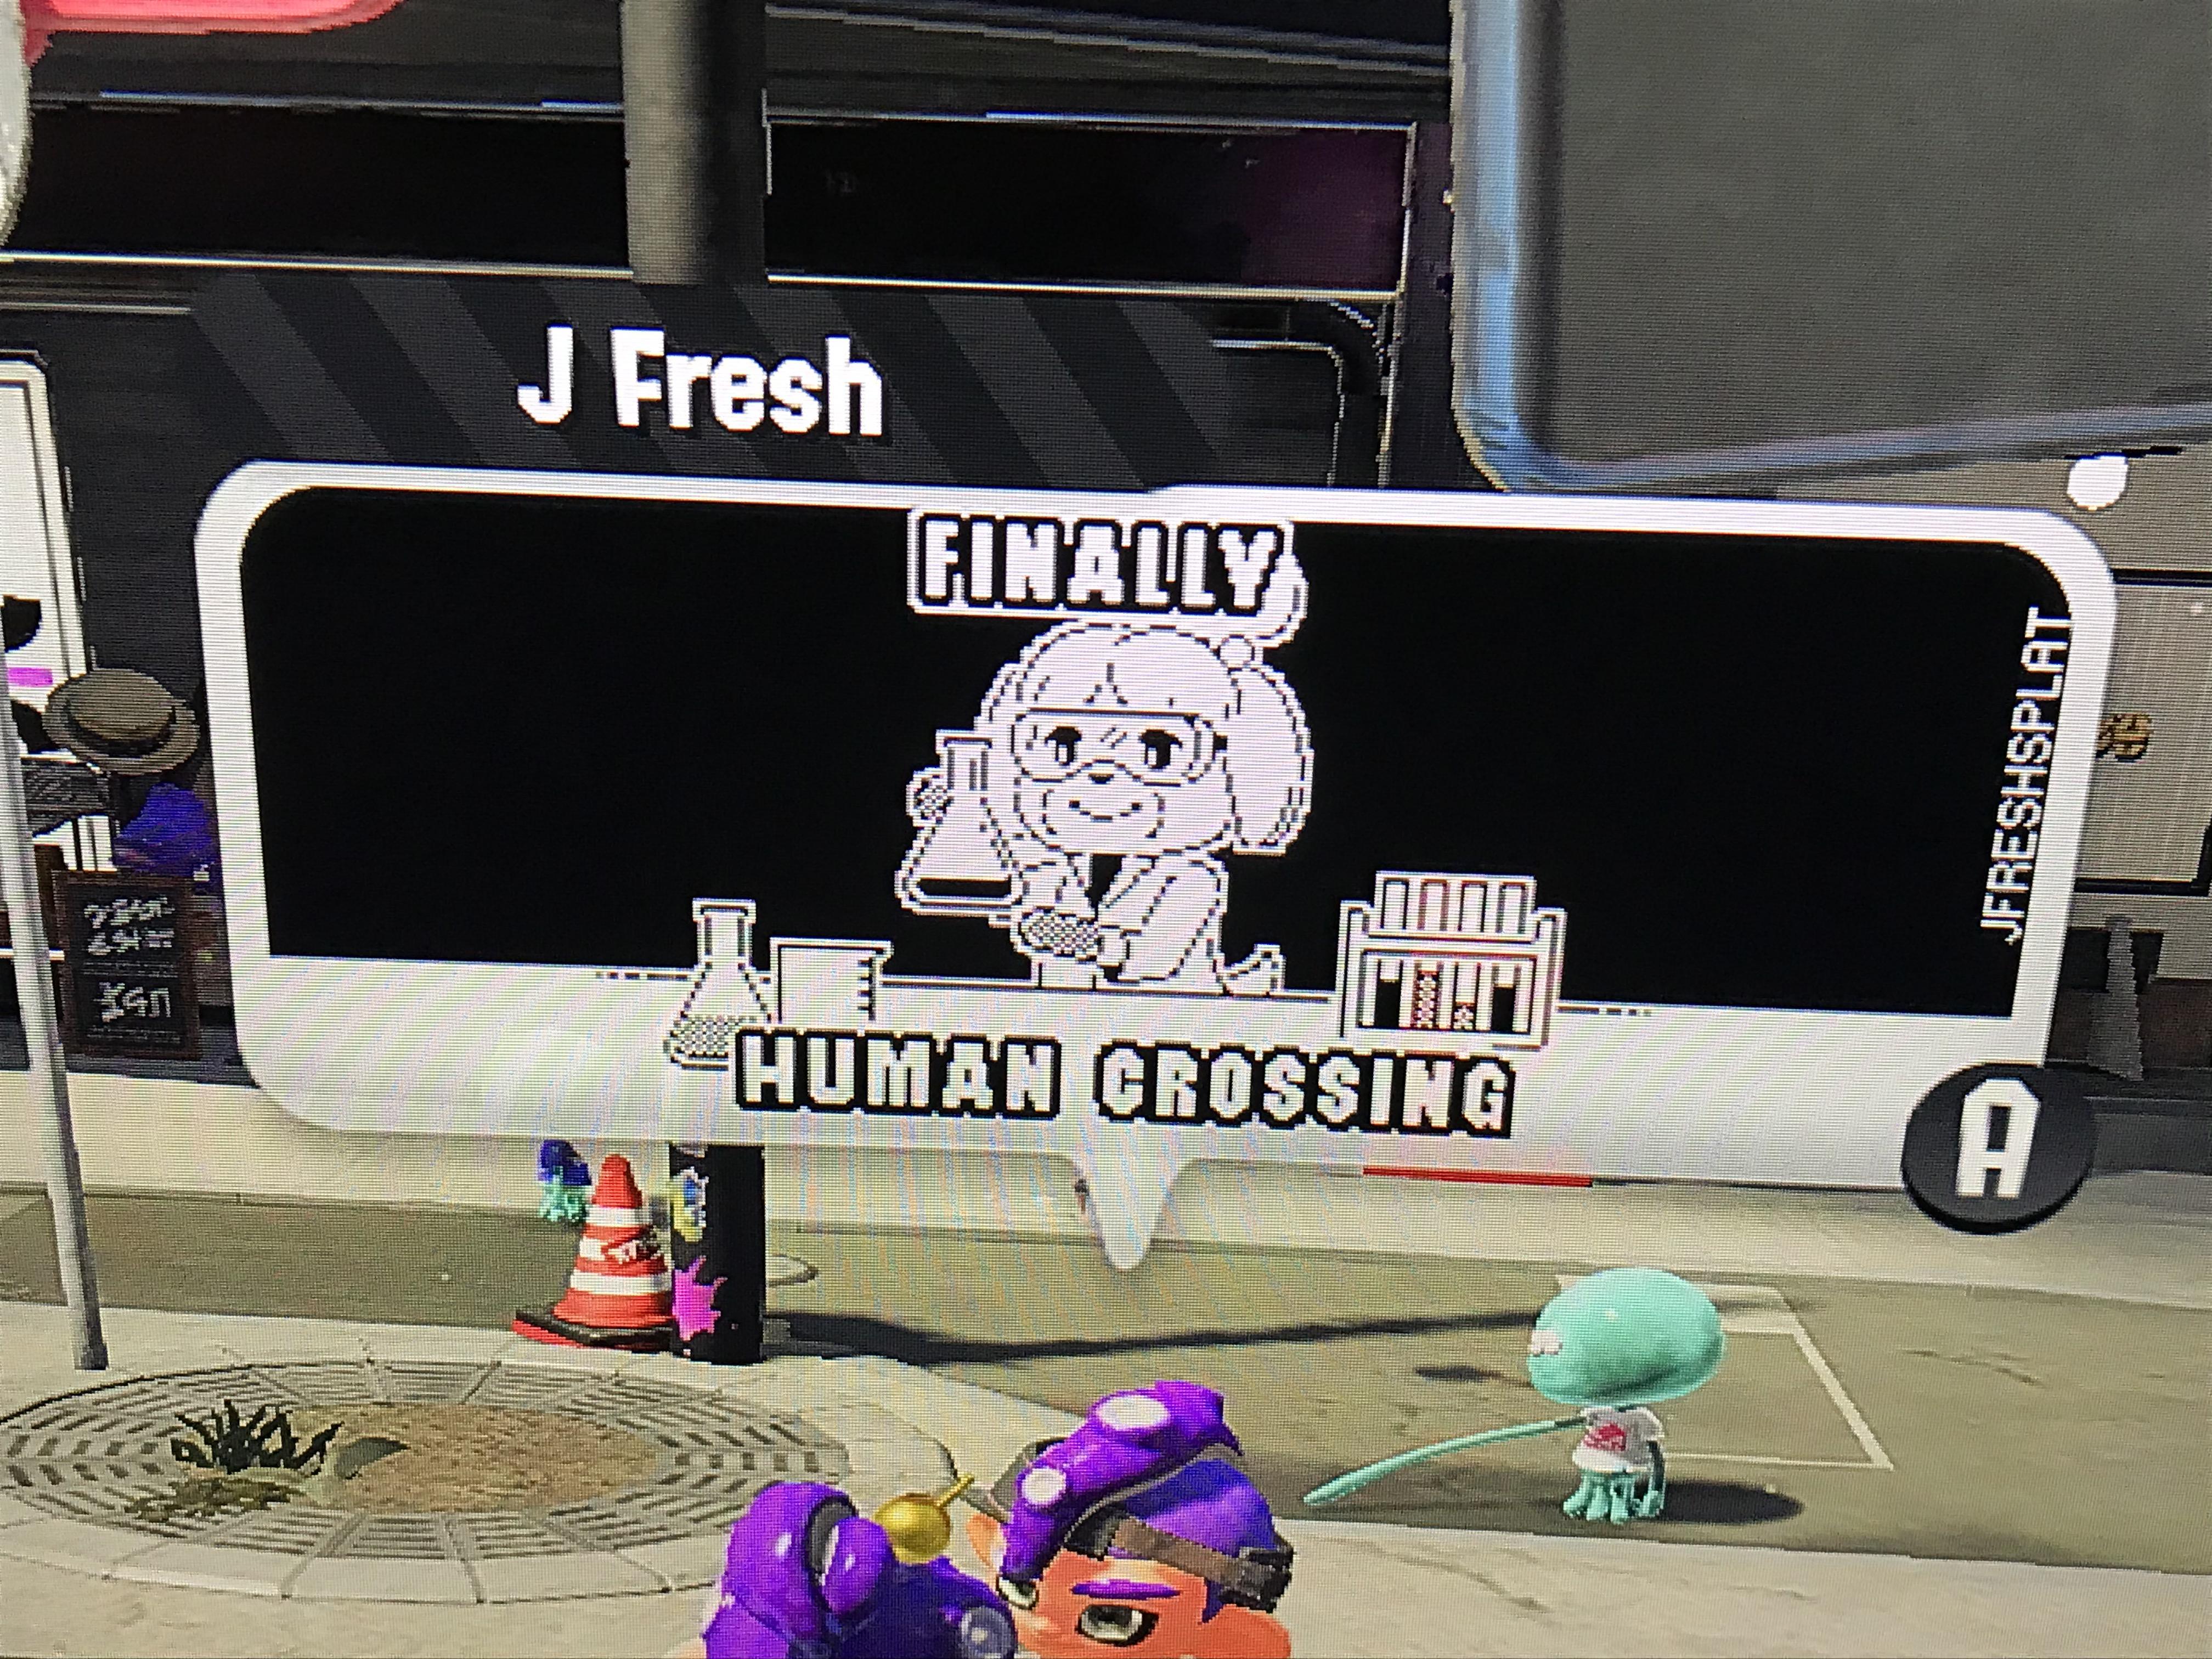 J Fresh
FINALLY
JFRESHSPLAT
HUMAN CROSSING
A